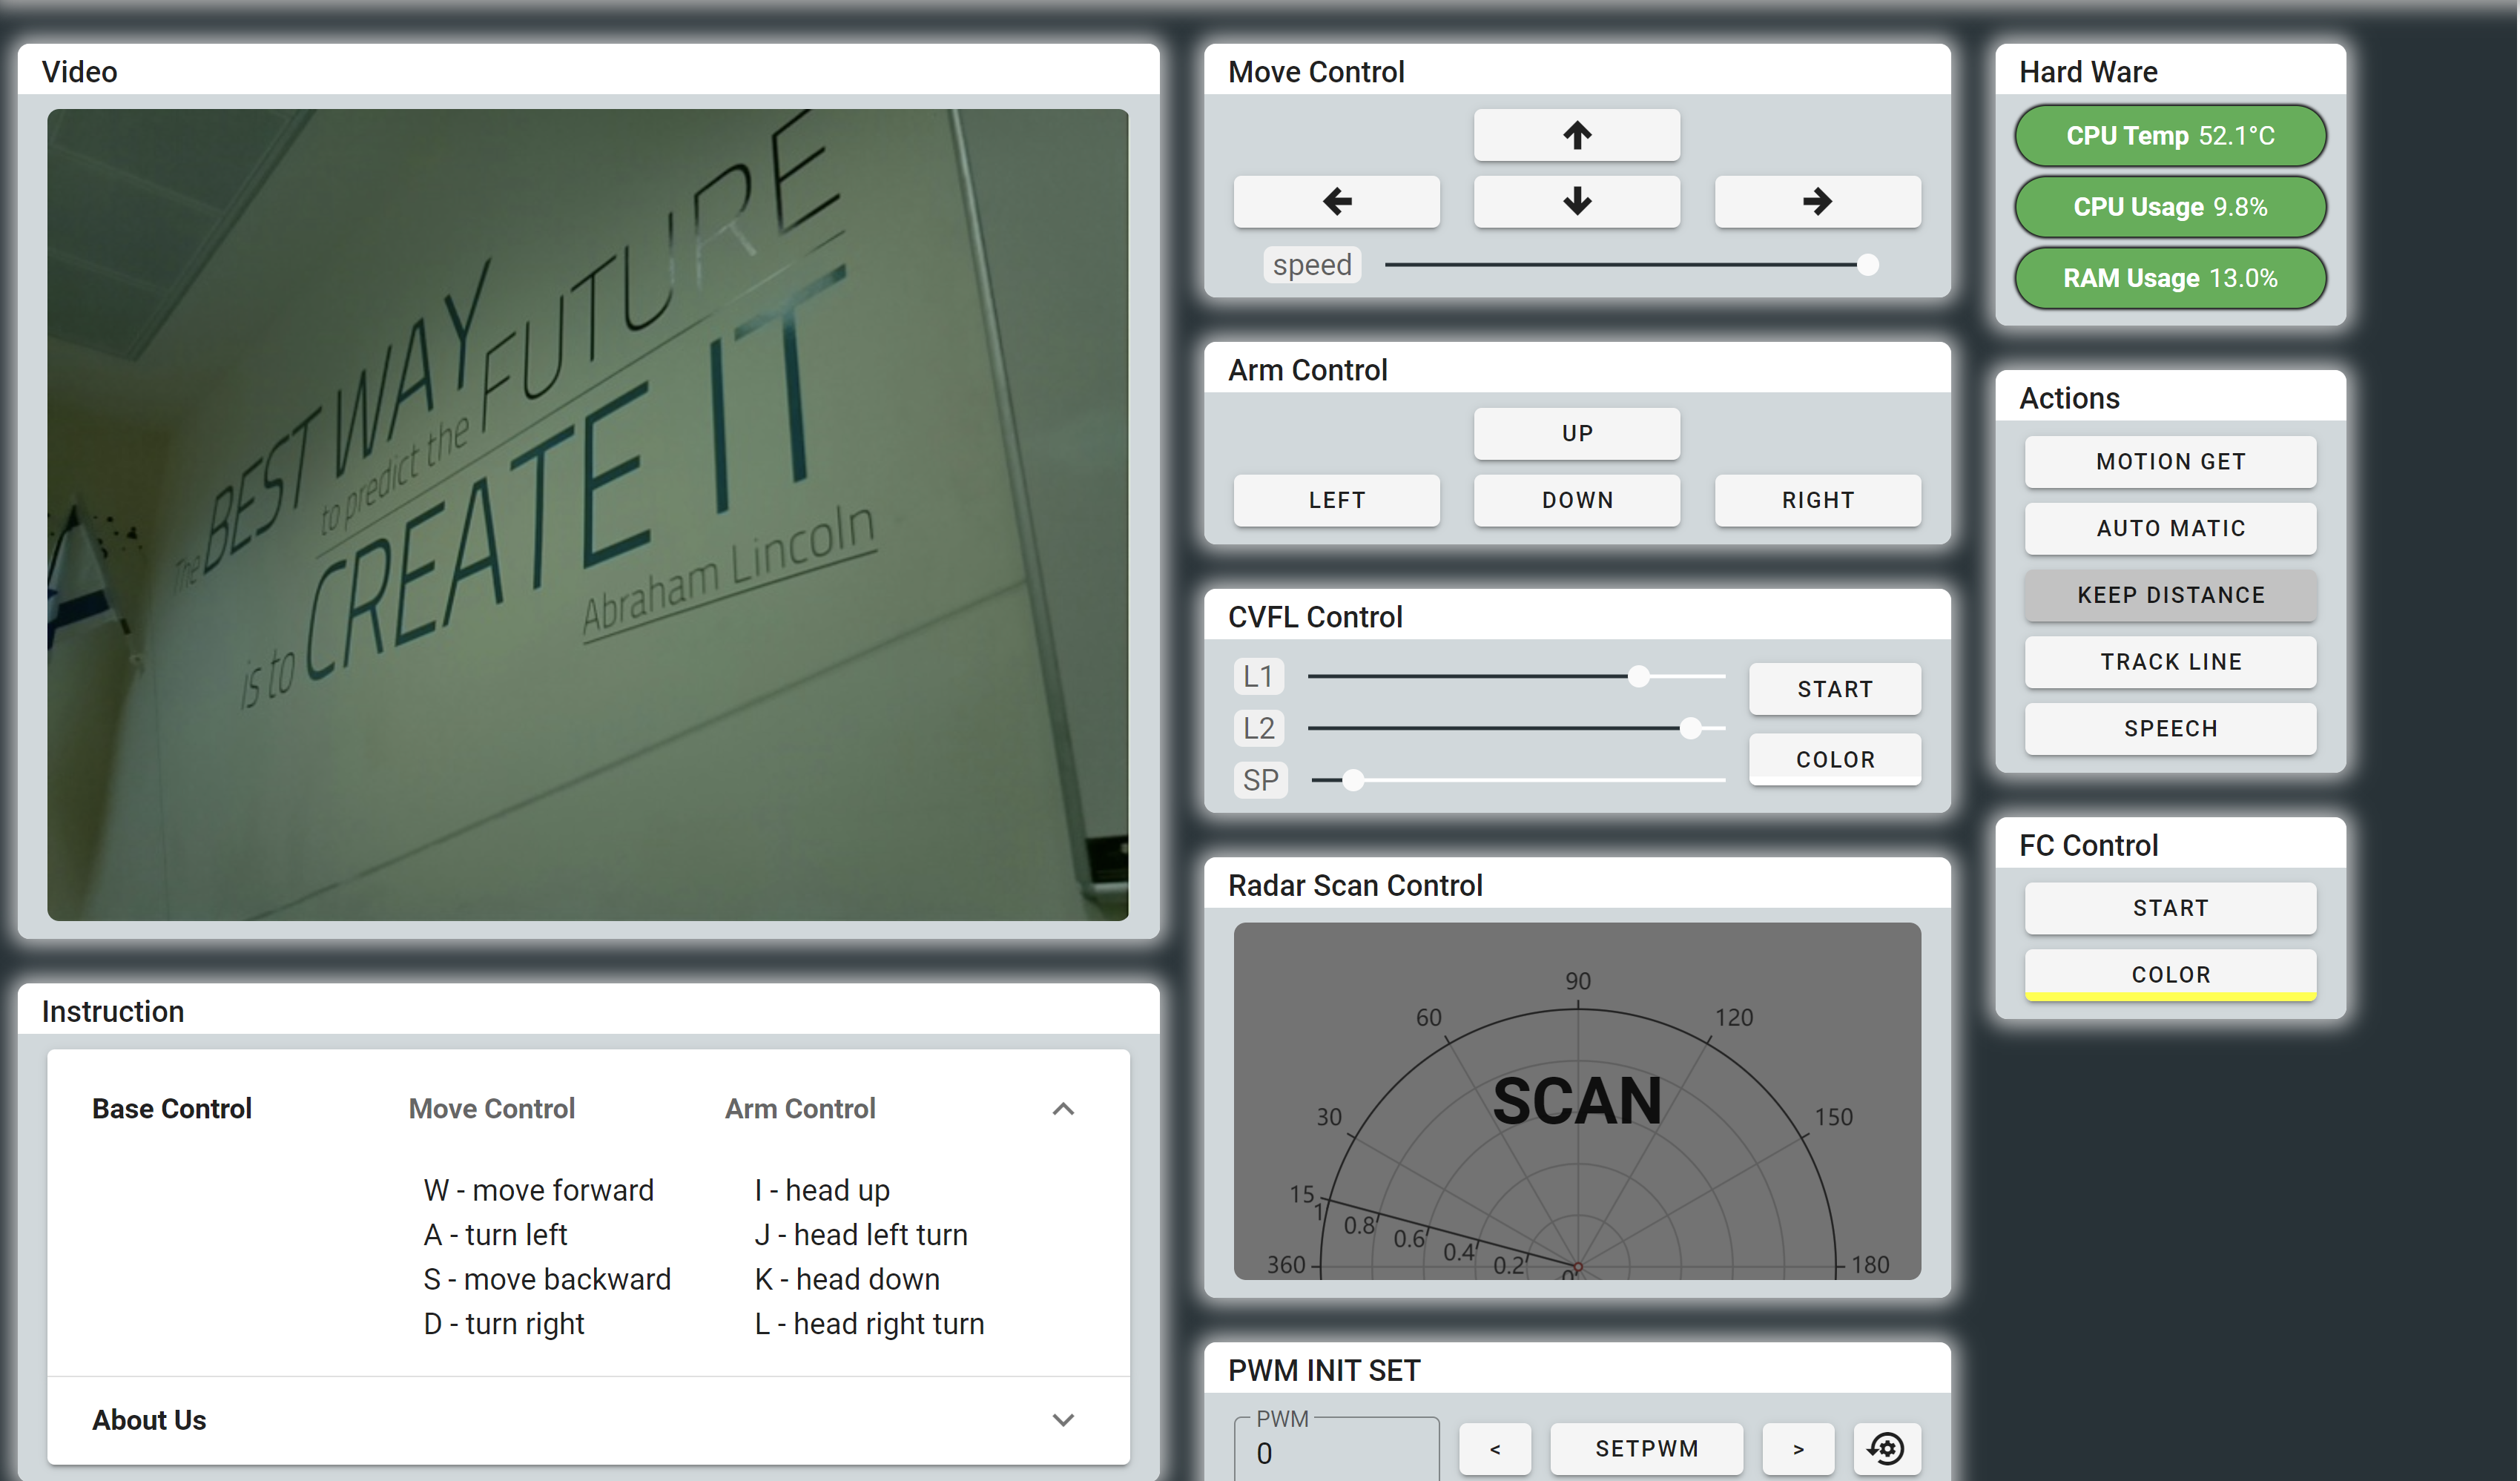 Video
The BEST WAY
to predict the FUTURE
is to CREATE IT
Abraham Lincoln
Instruction
Base Control Move Control Arm Control
W - move forward I - head up
A - turn left J - head left turn
S - move backward K - head down
D - turn right L - head right turn
About Us
Move Control
speed
Arm Control
UP
LEFT DOWN RIGHT
CVFL Control
L1
START
L2
COLOR
SP
Radar Scan Control
90
60 120
SCAN
30 150
15
1 0.8 0.6 0.4 0.2 0
360 180
PWM INIT SET
PWM
0
< SETPWM >
Hard Ware
CPU Temp 52.1°C
CPU Usage 9.8%
RAM Usage 13.0%
Actions
MOTION GET
AUTO MATIC
KEEP DISTANCE
TRACK LINE
SPEECH
FC Control
START
COLOR